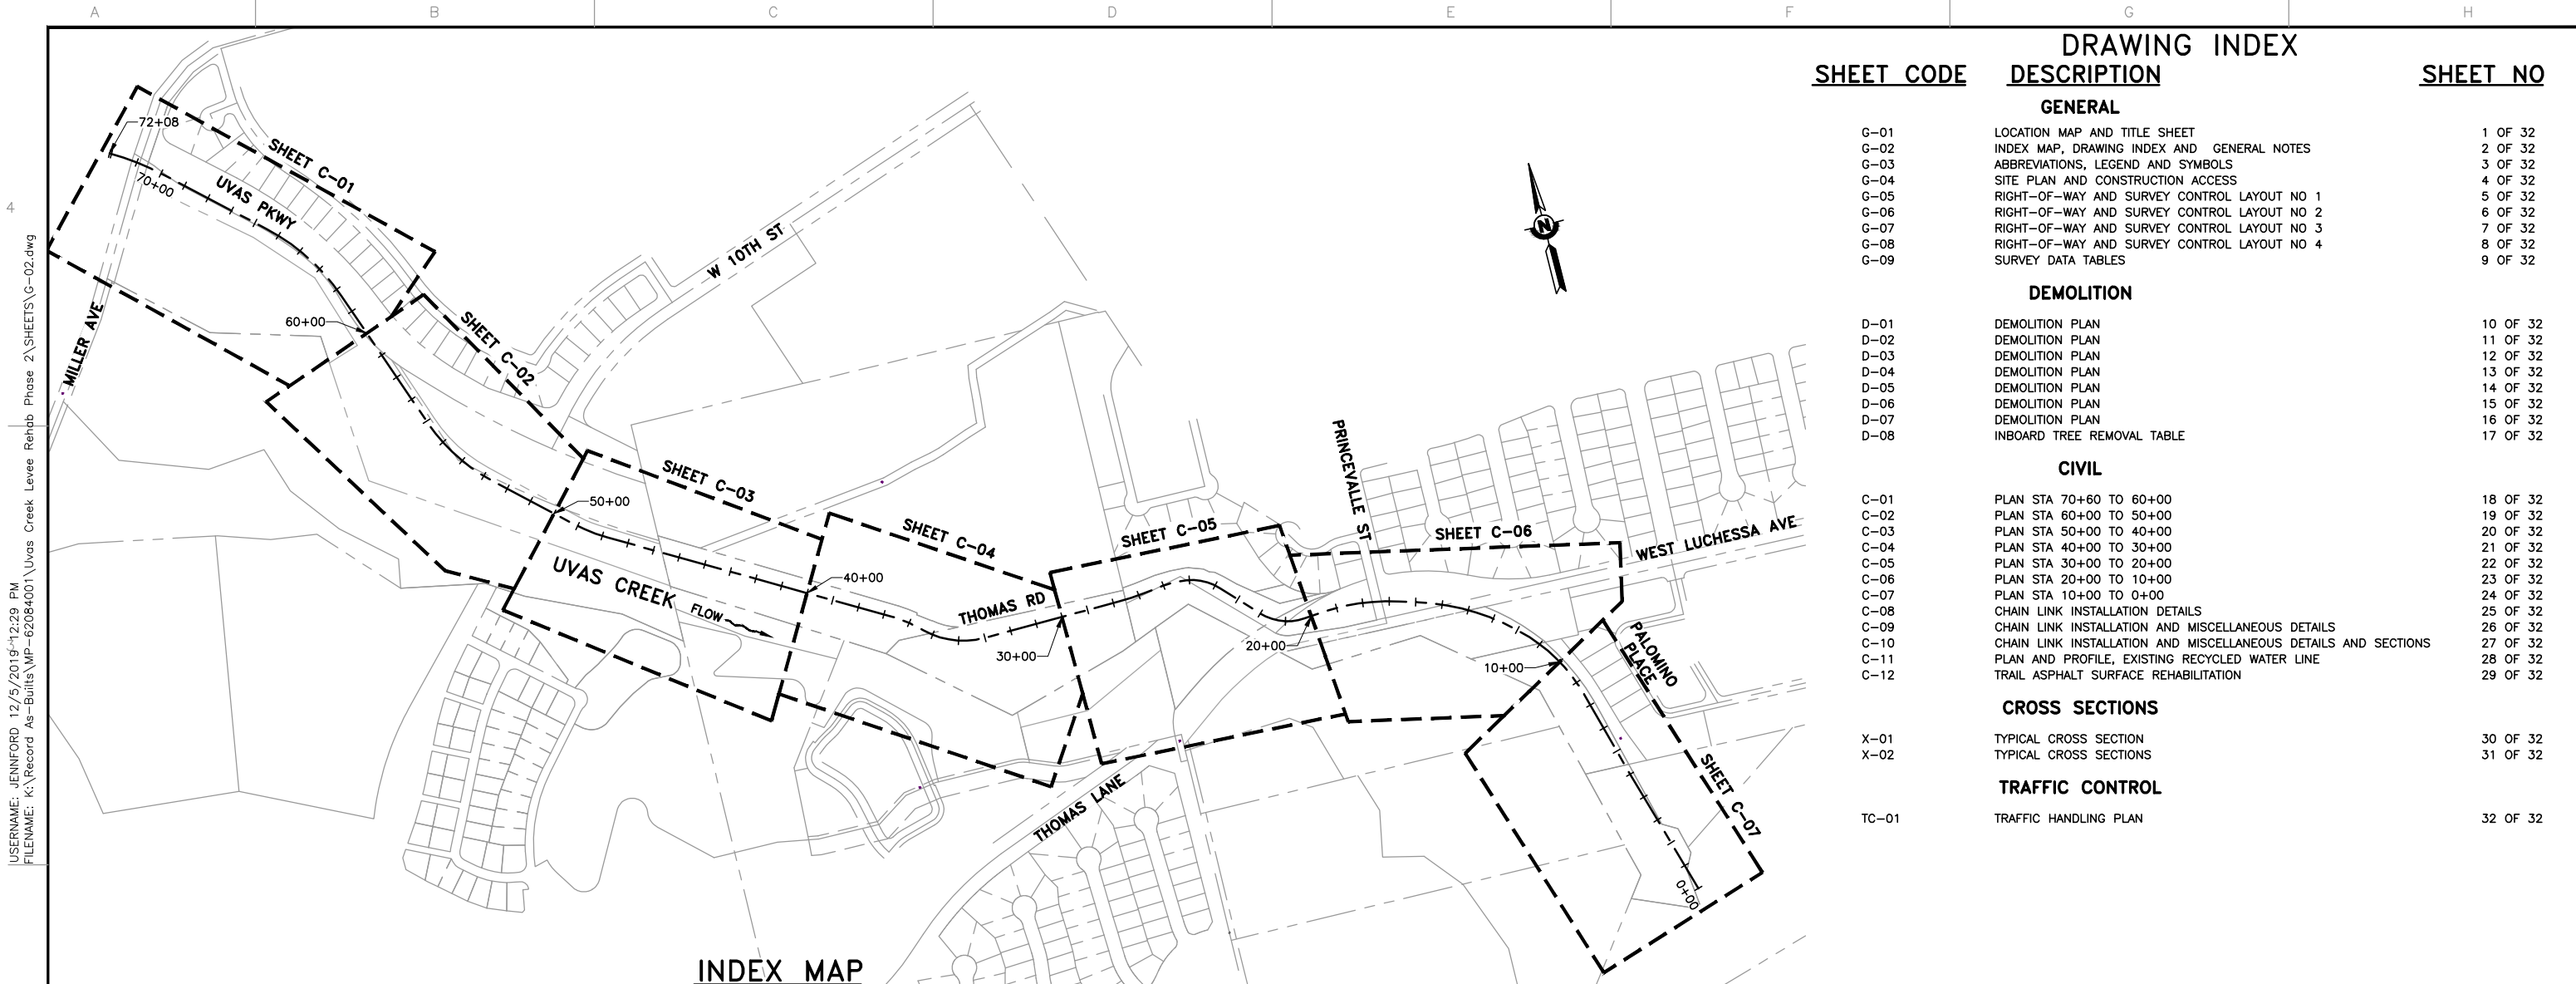 A B C D E F G H
4
USERNAME: JENNFORD 12/5/2019 12:29 PM
FILENAME: K:\Record As-Builts\MP-62084001\Uvas Creek Levee Rehab Phase 2\SHEETS\G-02.dwg
72+08
70+00
SHEET C-01
UVAS PKWY
MILLER AVE
60+00
SHEET C-02
W 10TH ST
50+00
SHEET C-03
UVAS CREEK
FLOW
40+00
SHEET C-04
THOMAS RD
30+00
SHEET C-05
THOMAS LANE
20+00
PRINCEVALLE ST
SHEET C-06
WEST LUCHESSA AVE
10+00
PALOMINO
PLACE
SHEET C-07
0+00
N
INDEX MAP
DRAWING INDEX
SHEET CODE DESCRIPTION SHEET NO
GENERAL
G-01 LOCATION MAP AND TITLE SHEET 1 OF 32
G-02 INDEX MAP, DRAWING INDEX AND GENERAL NOTES 2 OF 32
G-03 ABBREVIATIONS, LEGEND AND SYMBOLS 3 OF 32
G-04 SITE PLAN AND CONSTRUCTION ACCESS 4 OF 32
G-05 RIGHT-OF-WAY AND SURVEY CONTROL LAYOUT NO 1 5 OF 32
G-06 RIGHT-OF-WAY AND SURVEY CONTROL LAYOUT NO 2 6 OF 32
G-07 RIGHT-OF-WAY AND SURVEY CONTROL LAYOUT NO 3 7 OF 32
G-08 RIGHT-OF-WAY AND SURVEY CONTROL LAYOUT NO 4 8 OF 32
G-09 SURVEY DATA TABLES 9 OF 32
DEMOLITION
D-01 DEMOLITION PLAN 10 OF 32
D-02 DEMOLITION PLAN 11 OF 32
D-03 DEMOLITION PLAN 12 OF 32
D-04 DEMOLITION PLAN 13 OF 32
D-05 DEMOLITION PLAN 14 OF 32
D-06 DEMOLITION PLAN 15 OF 32
D-07 DEMOLITION PLAN 16 OF 32
D-08 INBOARD TREE REMOVAL TABLE 17 OF 32
CIVIL
C-01 PLAN STA 70+60 TO 60+00 18 OF 32
C-02 PLAN STA 60+00 TO 50+00 19 OF 32
C-03 PLAN STA 50+00 TO 40+00 20 OF 32
C-04 PLAN STA 40+00 TO 30+00 21 OF 32
C-05 PLAN STA 30+00 TO 20+00 22 OF 32
C-06 PLAN STA 20+00 TO 10+00 23 OF 32
C-07 PLAN STA 10+00 TO 0+00 24 OF 32
C-08 CHAIN LINK INSTALLATION DETAILS 25 OF 32
C-09 CHAIN LINK INSTALLATION AND MISCELLANEOUS DETAILS 26 OF 32
C-10 CHAIN LINK INSTALLATION AND MISCELLANEOUS DETAILS AND SECTIONS 27 OF 32
C-11 PLAN AND PROFILE, EXISTING RECYCLED WATER LINE 28 OF 32
C-12 TRAIL ASPHALT SURFACE REHABILITATION 29 OF 32
CROSS SECTIONS
X-01 TYPICAL CROSS SECTION 30 OF 32
X-02 TYPICAL CROSS SECTIONS 31 OF 32
TRAFFIC CONTROL
TC-01 TRAFFIC HANDLING PLAN 32 OF 32